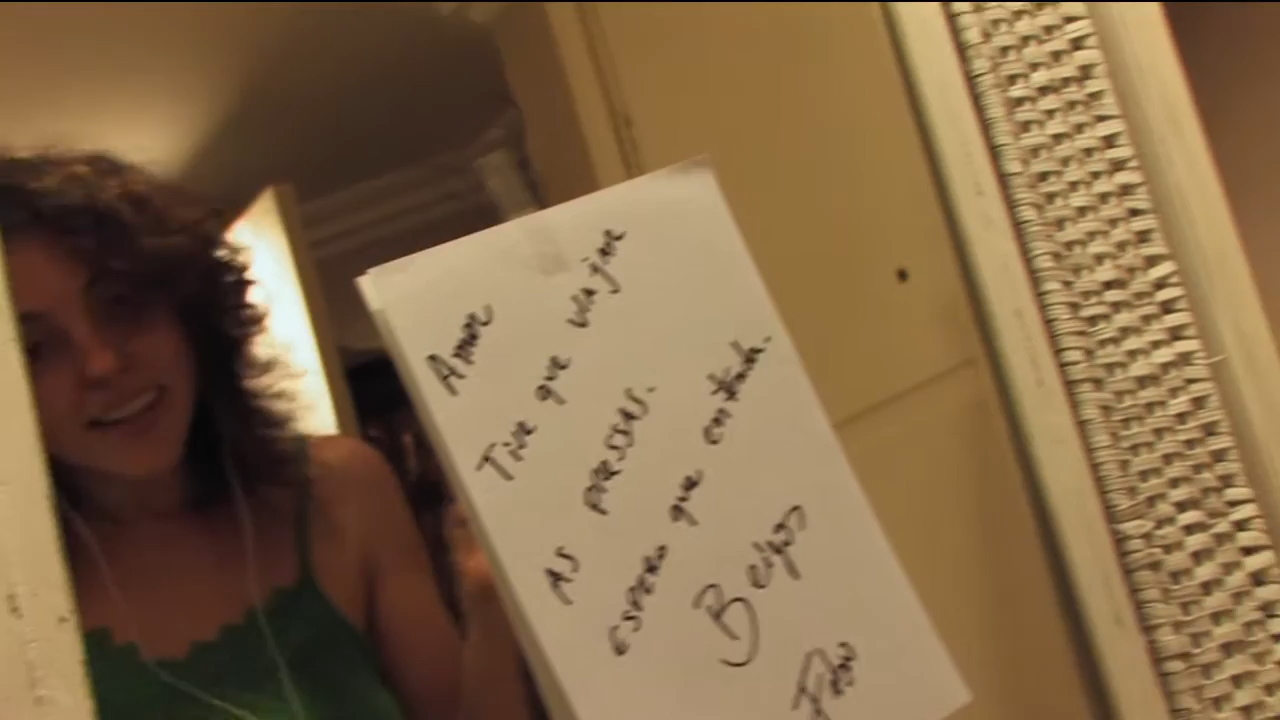 Amor
Tive que viajar
As pressas.
espero que entenda.
Beijos